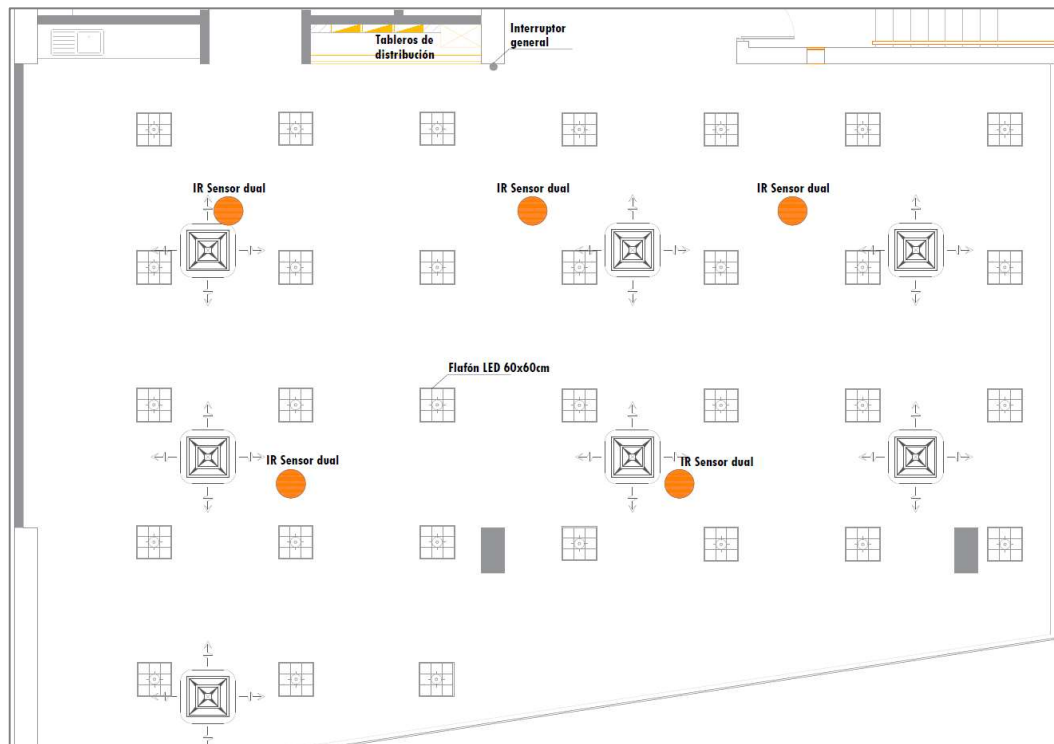 Tableros de
distribución
Interruptor
general
IR Sensor dual
IR Sensor dual
IR Sensor dual
Flafón LED 60x60cm
IR Sensor dual
IR Sensor dual